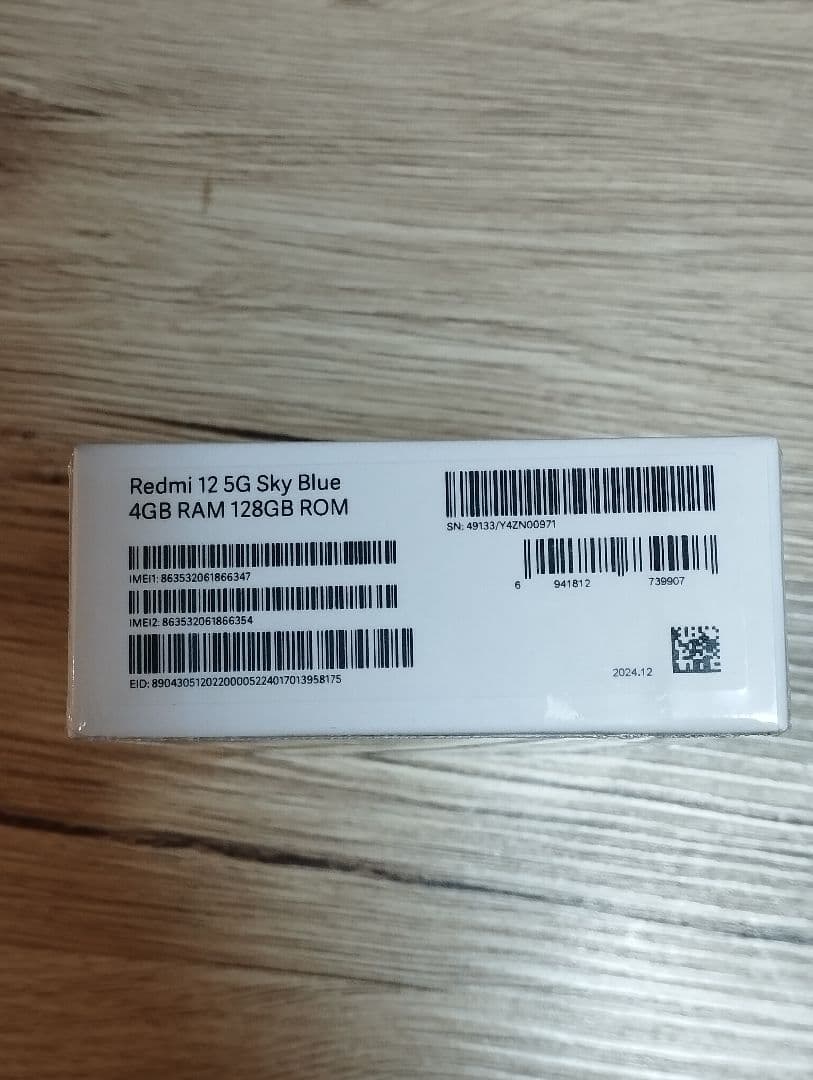 Redmi 12 5G Sky Blue
4GB RAM 128GB ROM
IMEI1: 863532061866347
IMEI2: 863532061866354
EID: 89043051202200005224017013958175
SN: 49133/Y4ZN00971
6 941812 739907
2024.12